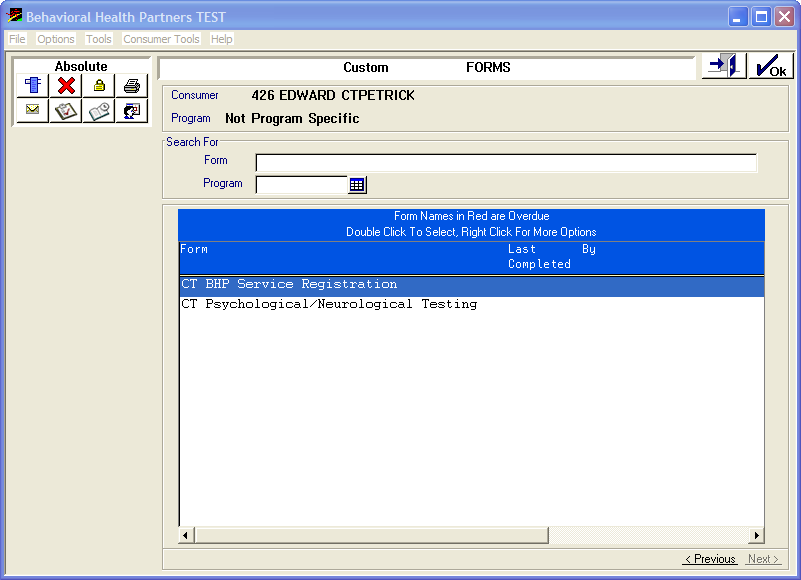 Behavioral Health Partners TEST
File Options Tools Consumer Tools Help
Absolute
Custom FORMS
Ok
Consumer 426 EDWARD CTPETRICK
Program Not Program Specific
Search For
Form
Program
Form Names in Red are Overdue
Double Click To Select, Right Click For More Options
Form Last By
Completed
CT BHP Service Registration
CT Psychological/Neurological Testing
< Previous Next >